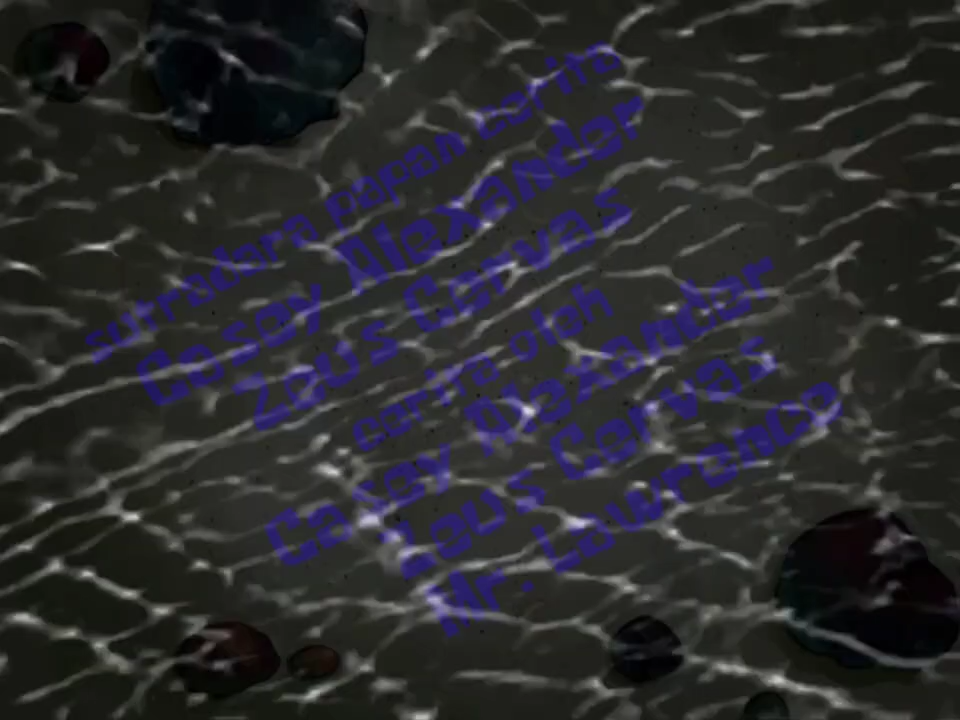 sutradara papan cerita
Casey Alexander
Zeus Cervas
cerita oleh
Casey Alexander
Zeus Cervas
Mr. Lawrence